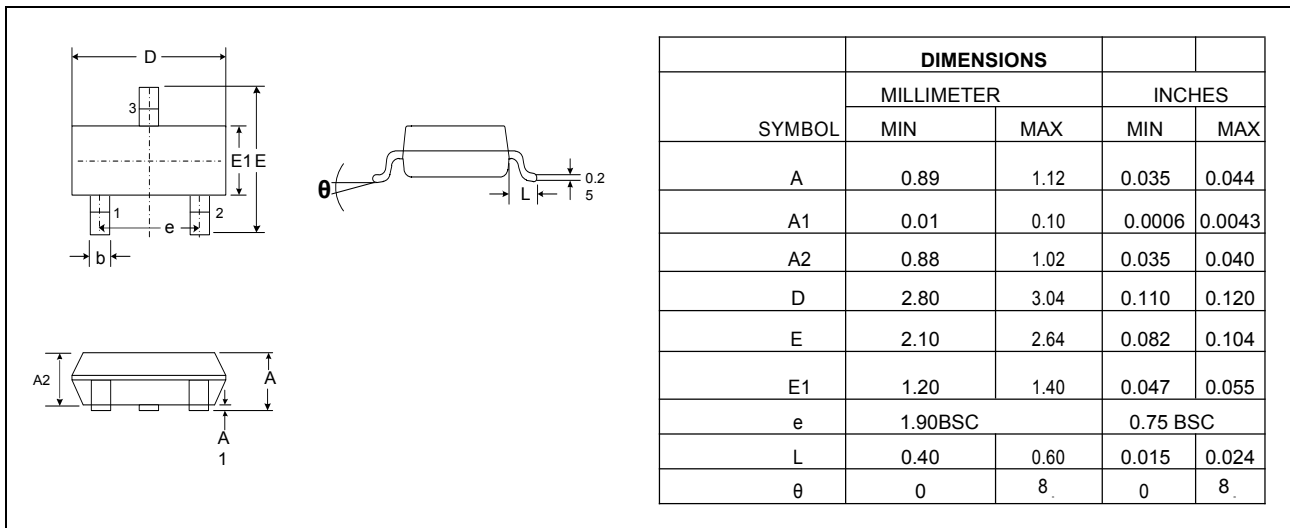 D
3
E1 E
1
2
e
b
θ
L
0.2
5
A2
A
A
1
DIMENSIONS
MILLIMETER INCHES
SYMBOL MIN MAX MIN MAX
A 0.89 1.12 0.035 0.044
A1 0.01 0.10 0.0006 0.0043
A2 0.88 1.02 0.035 0.040
D 2.80 3.04 0.110 0.120
E 2.10 2.64 0.082 0.104
E1 1.20 1.40 0.047 0.055
e 1.90BSC 0.75 BSC
L 0.40 0.60 0.015 0.024
θ 0 8. 0 8.